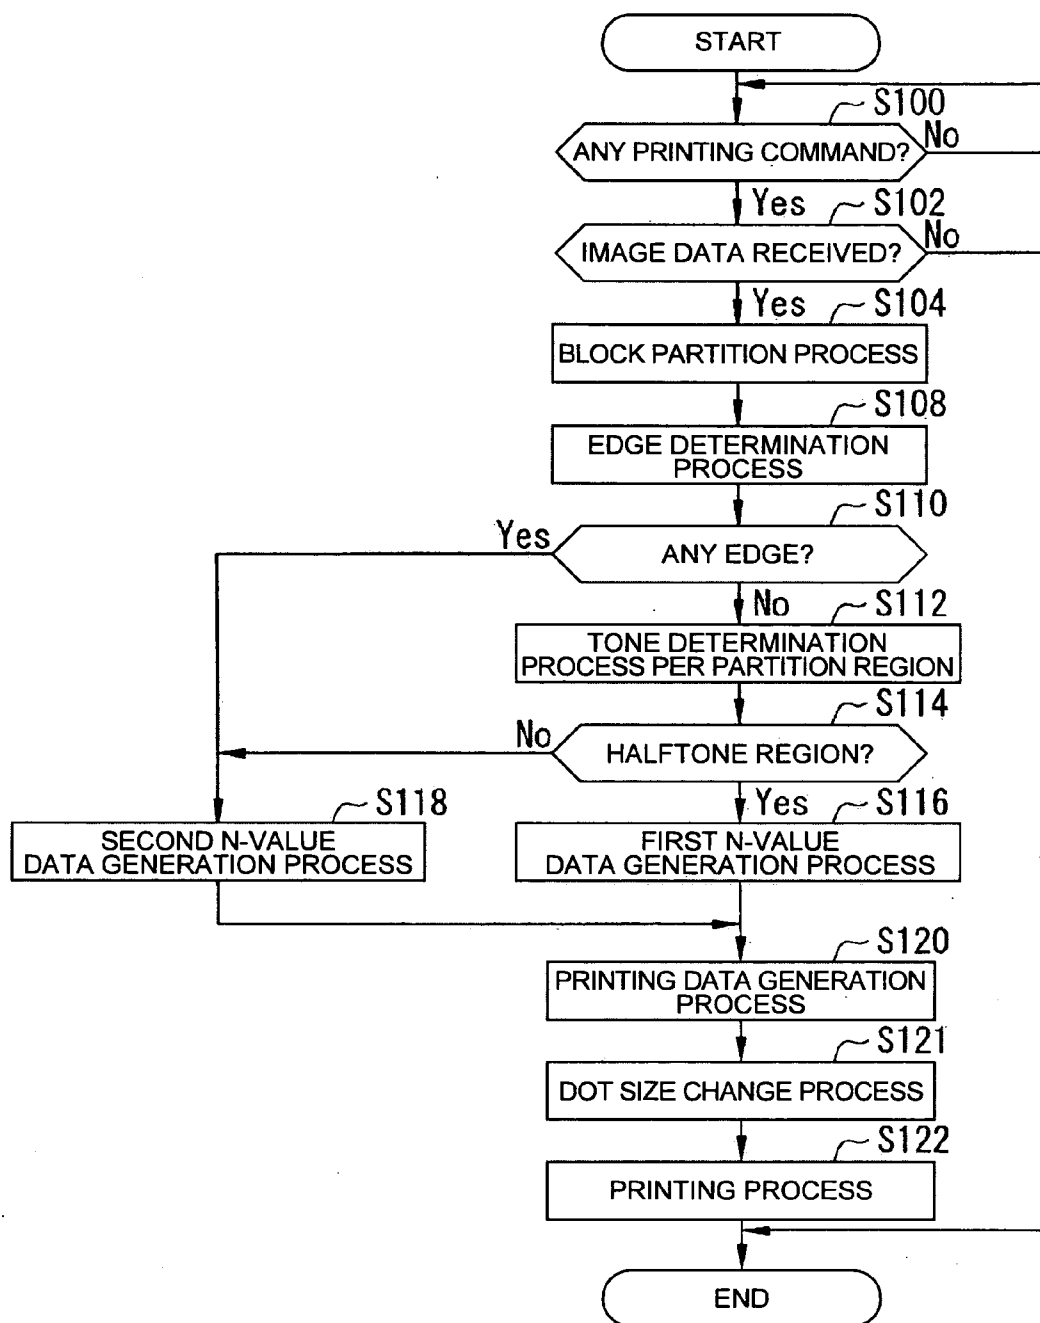 START
S100
ANY PRINTING COMMAND?
No
Yes
S102
IMAGE DATA RECEIVED?
No
Yes
S104
BLOCK PARTITION PROCESS
S108
EDGE DETERMINATION
PROCESS
S110
Yes
ANY EDGE?
No
S112
TONE DETERMINATION
PROCESS PER PARTITION REGION
S114
No
HALFTONE REGION?
Yes
S118
S116
SECOND N-VALUE
DATA GENERATION PROCESS
FIRST N-VALUE
DATA GENERATION PROCESS
S120
PRINTING DATA GENERATION
PROCESS
S121
DOT SIZE CHANGE PROCESS
S122
PRINTING PROCESS
END